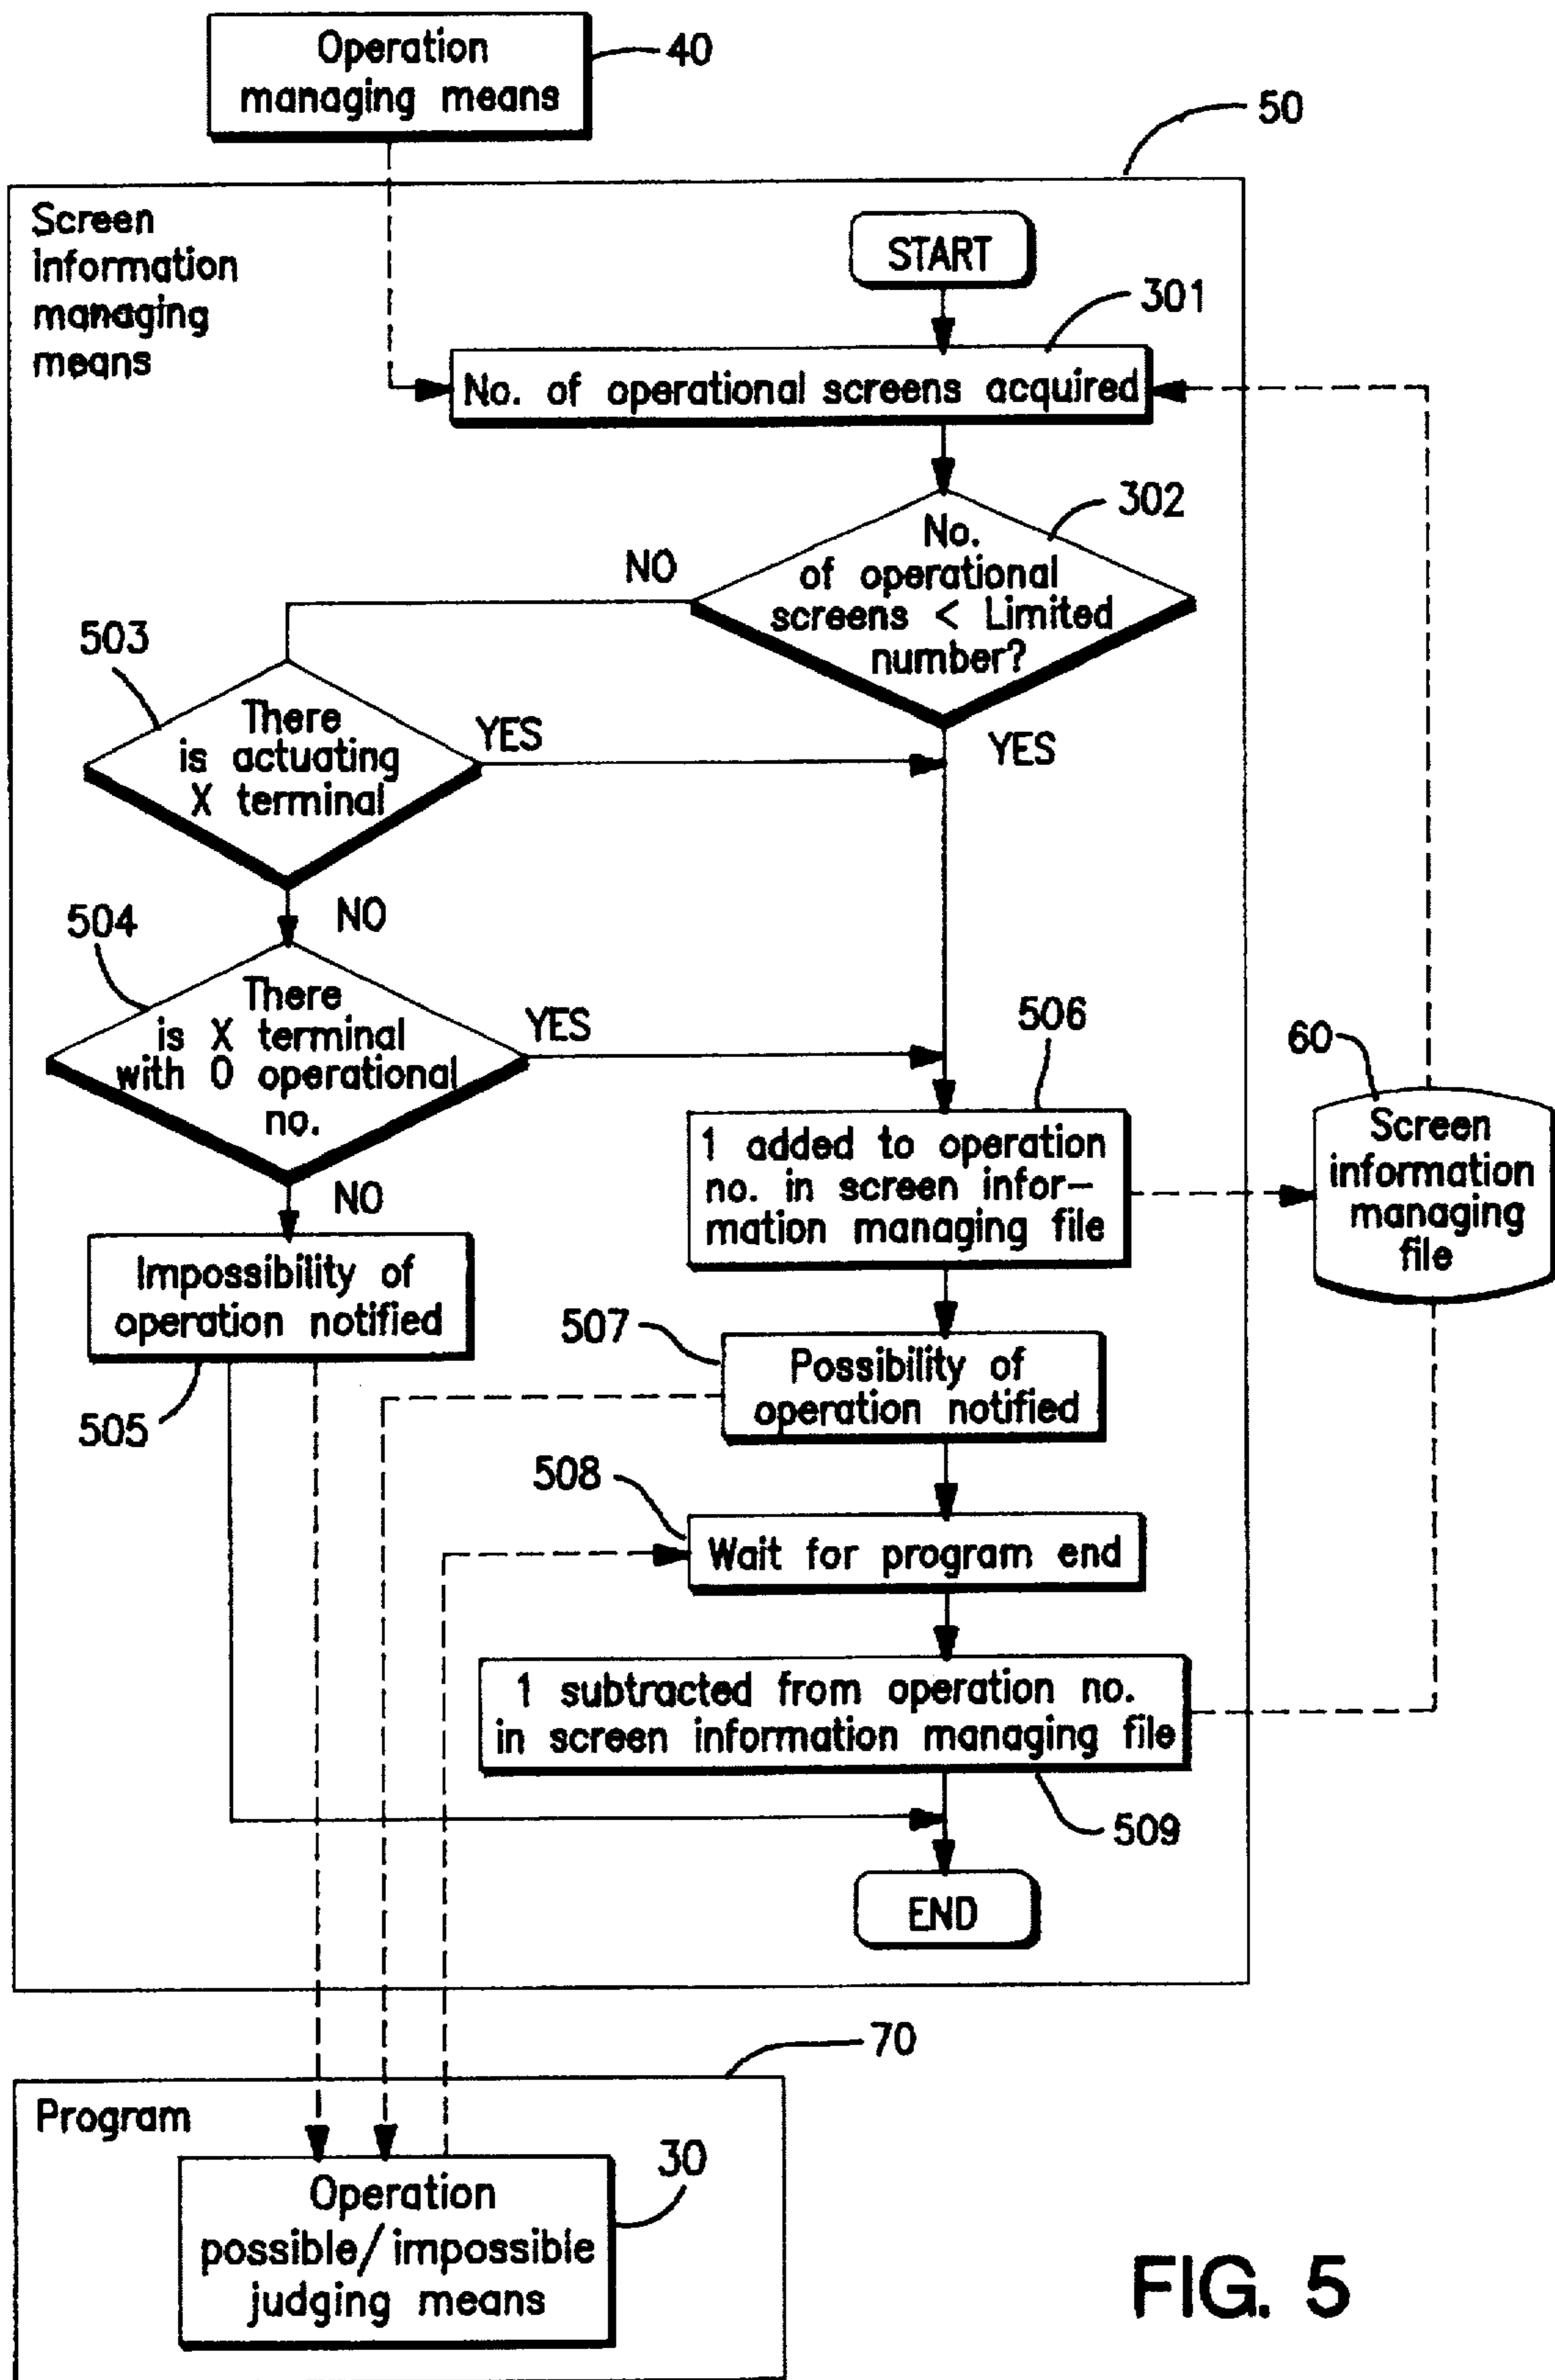 Operation
managing means
40
50
Screen
information
managing
means
START
301
No. of operational screens acquired
302
No.
of operational
screens < Limited
number?
NO
YES
503
There
is actuating
X terminal
YES
NO
504
There
is X terminal
with 0 operational
no.
YES
NO
506
1 added to operation
no. in screen infor-
mation managing file
60
Screen
information
managing
file
Impossibility of
operation notified
505
507
Possibility of
operation notified
508
Wait for program end
1 subtracted from operation no.
in screen information managing file
509
END
70
Program
30
Operation
possible/impossible
judging means
FIG. 5